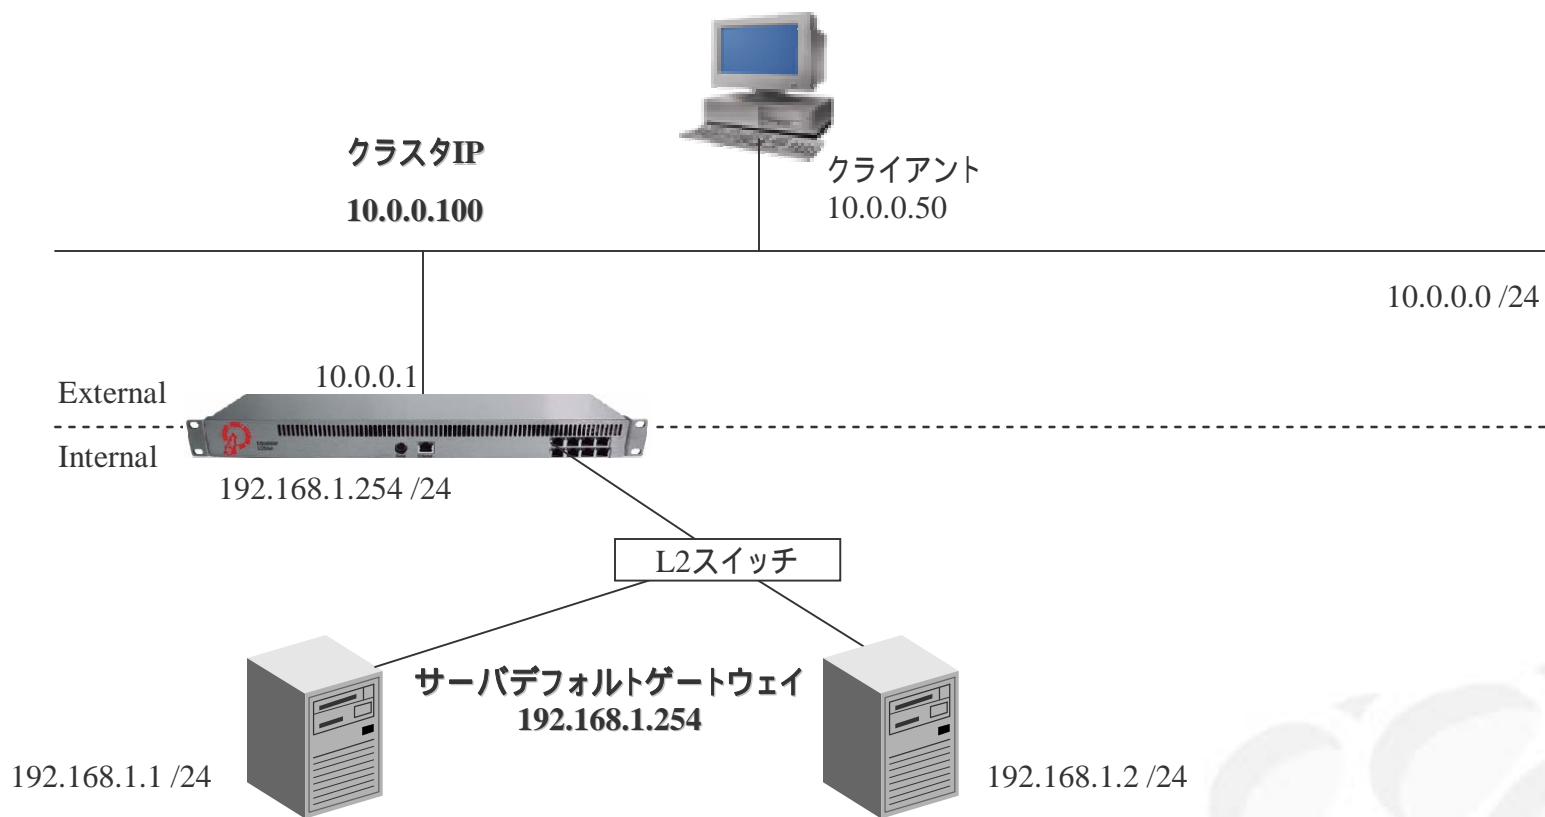 クラスタIP
10.0.0.100
クライアント
10.0.0.50
10.0.0.0 /24
10.0.0.1
External
Internal
192.168.1.254 /24
L2スイッチ
サーバデフォルトゲートウェイ
192.168.1.254
192.168.1.1 /24
192.168.1.2 /24